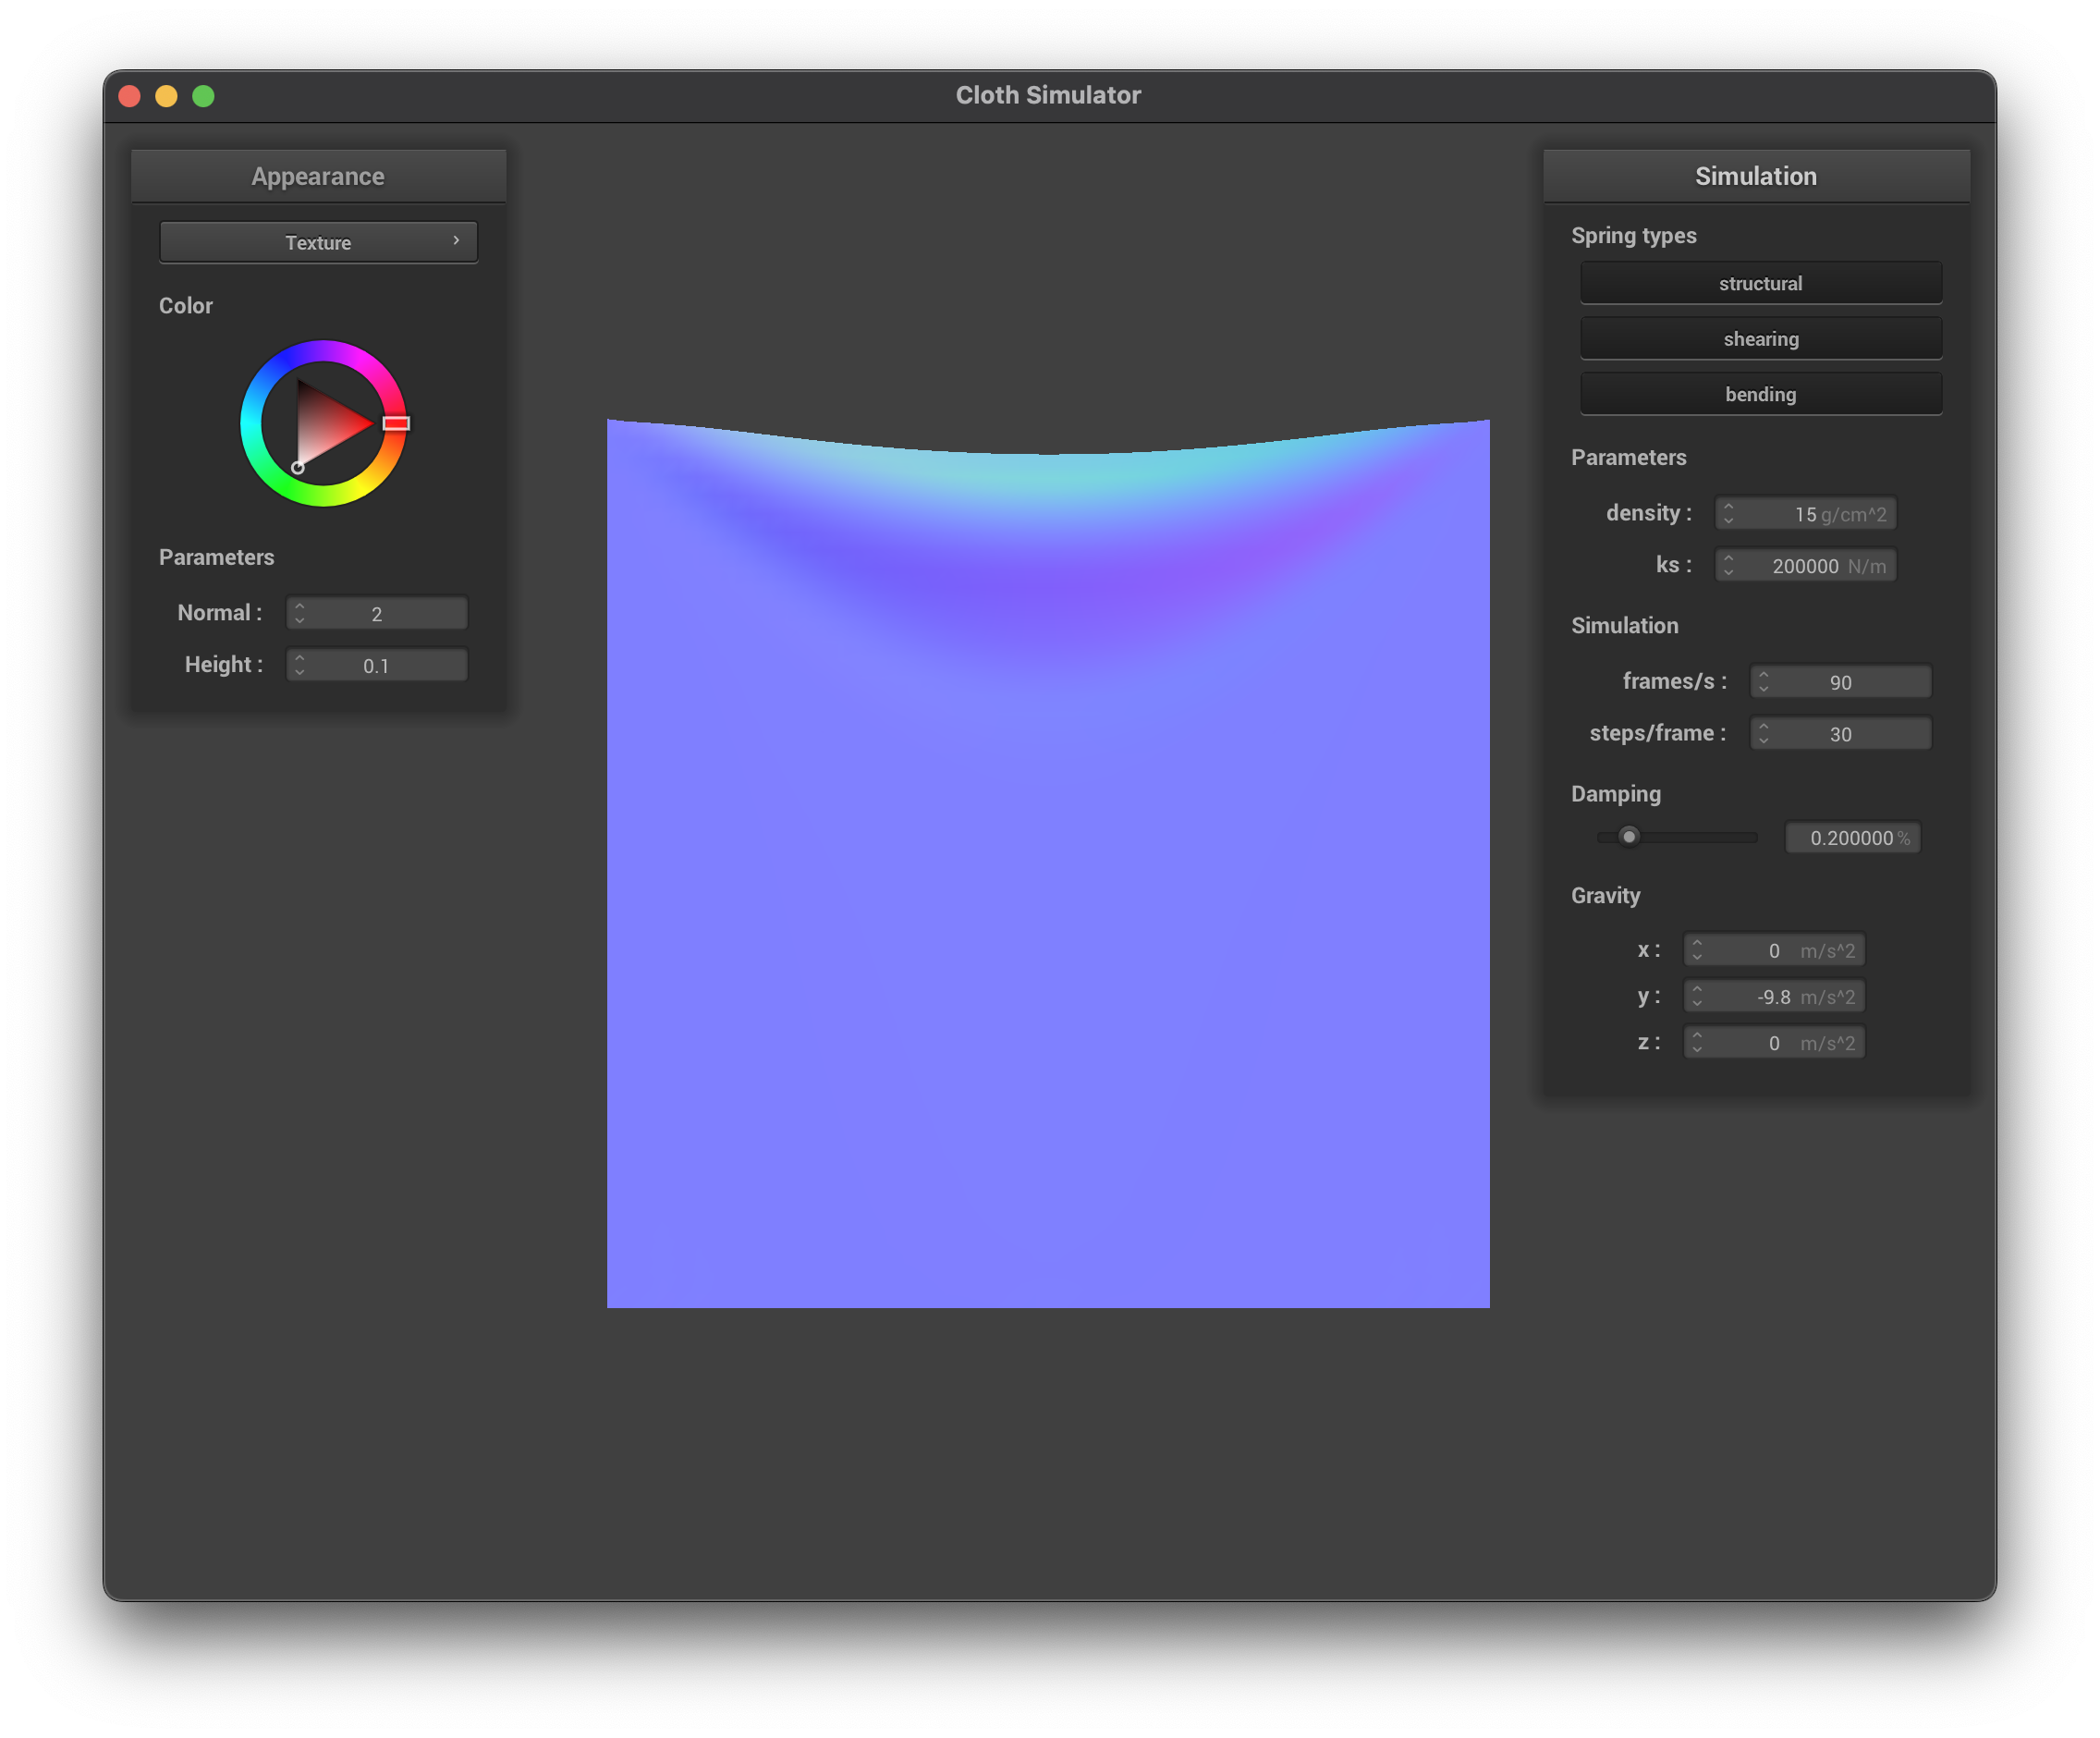 Cloth Simulator
Appearance
Texture
Color
Parameters
Normal : 2
Height : 0.1
Simulation
Spring types
structural
shearing
bending
Parameters
density : 15 g/cm^2
ks : 200000 N/m
Simulation
frames/s : 90
steps/frame : 30
Damping
0.200000 %
Gravity
x : 0 m/s^2
y : -9.8 m/s^2
z : 0 m/s^2